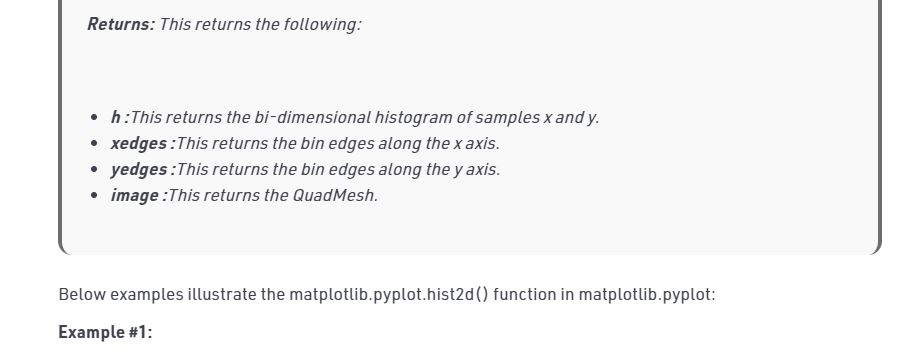 Returns: This returns the following:
• h :This returns the bi-dimensional histogram of samples x and y.
• xedges :This returns the bin edges along the x axis.
• yedges :This returns the bin edges along the y axis.
• image :This returns the QuadMesh.
Below examples illustrate the matplotlib.pyplot.hist2d() function in matplotlib.pyplot:
Example #1: